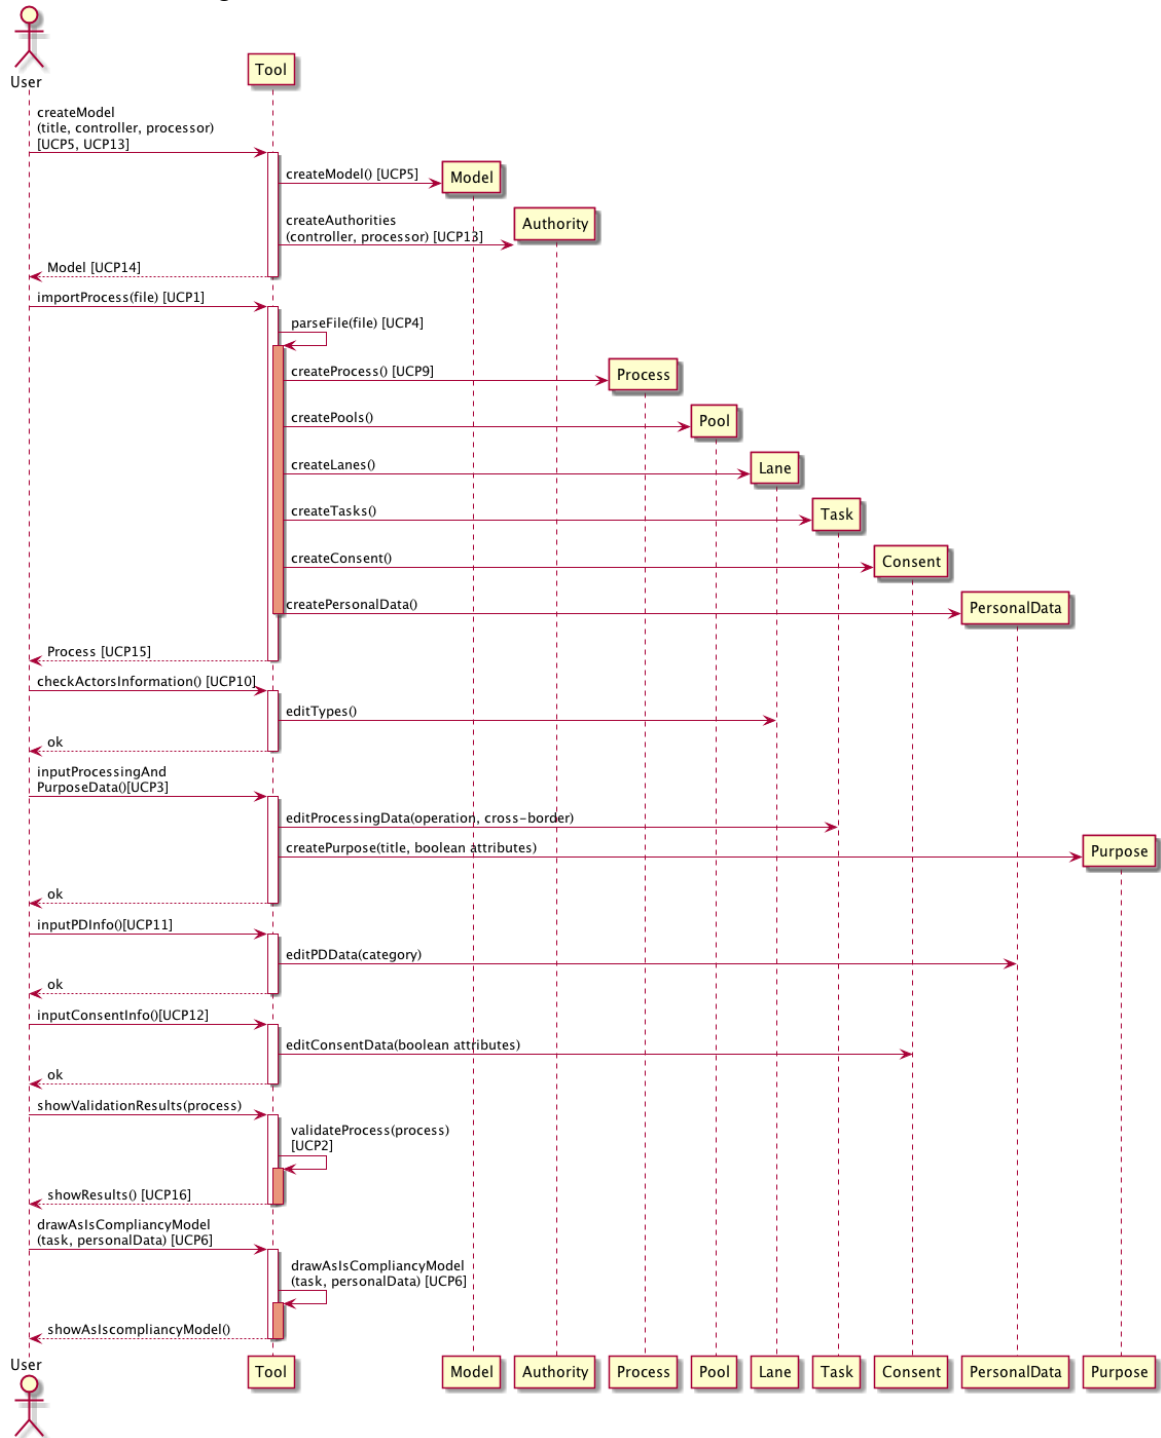 User
Tool
createModel
(title, controller, processor)
[UCP5, UCP13]
createModel() [UCP5]
Model
createAuthorities
(controller, processor) [UCP13]
Authority
Model [UCP14]
importProcess(file) [UCP1]
parseFile(file) [UCP4]
createProcess() [UCP9]
Process
createPools()
Pool
createLanes()
Lane
createTasks()
Task
createConsent()
Consent
createPersonalData()
PersonalData
Process [UCP15]
checkActorsInformation() [UCP10]
editTypes()
ok
inputProcessingAnd
PurposeData()[UCP3]
editProcessingData(operation, cross-border)
createPurpose(title, boolean attributes)
Purpose
ok
inputPDInfo()[UCP11]
editPDData(category)
ok
inputConsentInfo()[UCP12]
editConsentData(boolean attributes)
ok
showValidationResults(process)
validateProcess(process)
[UCP2]
showResults() [UCP16]
drawAsIsCompliancyModel
(task, personalData) [UCP6]
drawAsIsCompliancyModel
(task, personalData) [UCP6]
showAsIscompliancyModel()
User
Tool
Model
Authority
Process
Pool
Lane
Task
Consent
PersonalData
Purpose